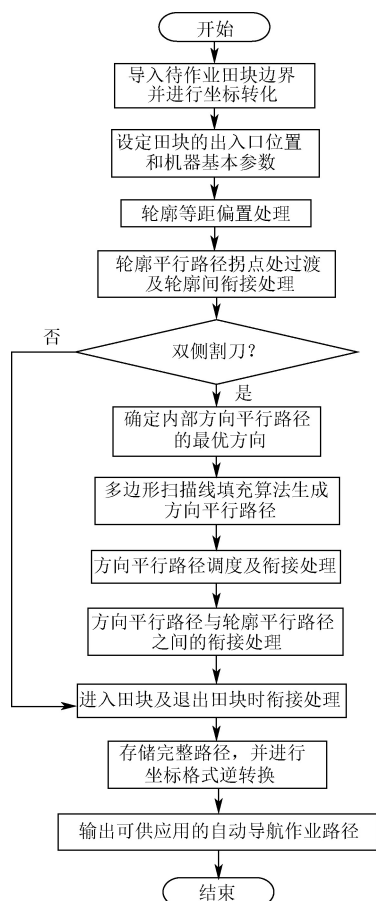 开始
导入待作业田块边界
并进行坐标转化
设定田块的出入口位置
和机器基本参数
轮廓等距偏置处理
轮廓平行路径拐点处过渡
及轮廓间衔接处理
否
双侧割刀?
是
确定内部方向平行路径
的最优方向
多边形扫描线填充算法生成
方向平行路径
方向平行路径调度及衔接处理
方向平行路径与轮廓平行路径
之间的衔接处理
进入田块及退出田块时衔接处理
存储完整路径，并进行
坐标格式逆转换
输出可供应用的自动导航作业路径
结束